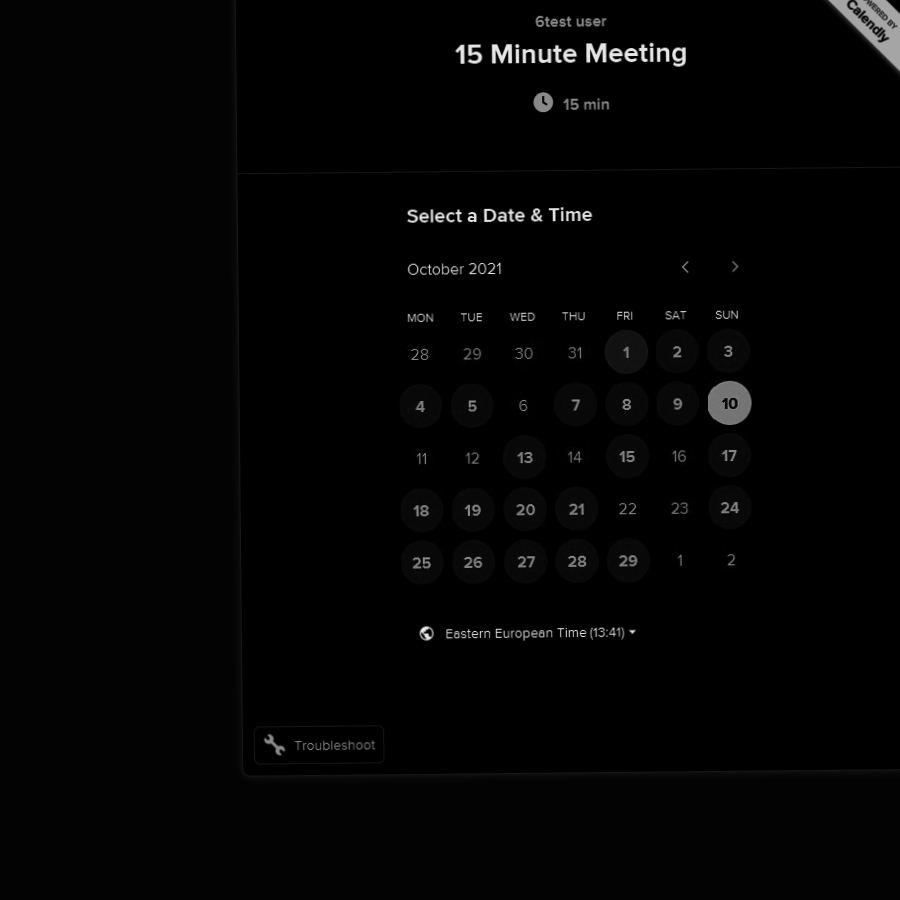 POWERED BY
Calendly
6test user
15 Minute Meeting
15 min
Select a Date & Time
October 2021
MON TUE WED THU FRI SAT SUN
28 29 30 31 1 2 3
4 5 6 7 8 9 10
11 12 13 14 15 16 17
18 19 20 21 22 23 24
25 26 27 28 29 1 2
Eastern European Time (13:41)
Troubleshoot